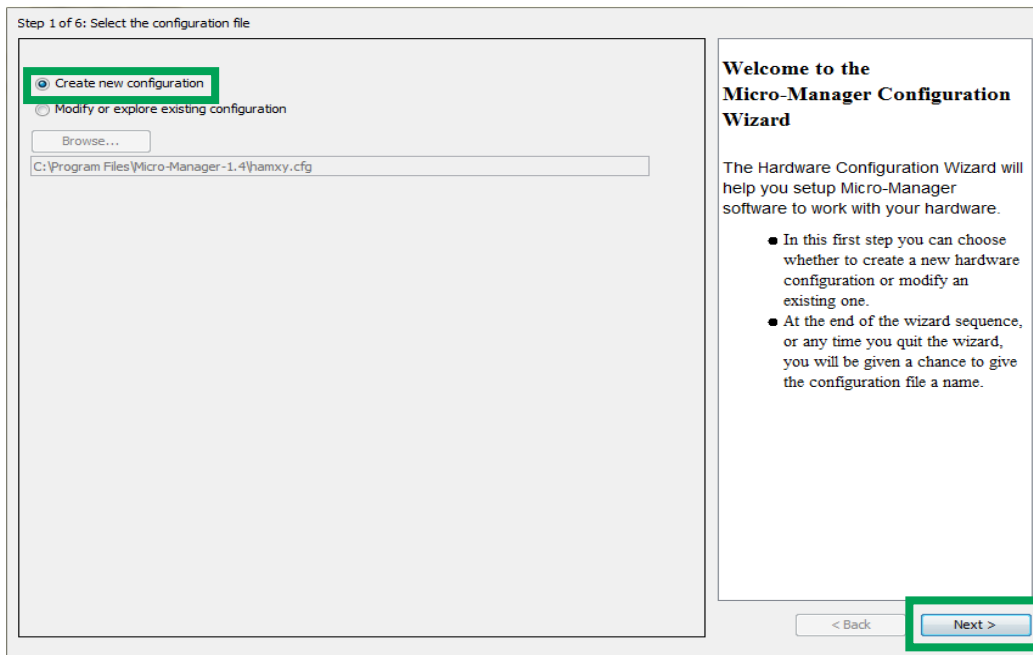 Step 1 of 6: Select the configuration file
Create new configuration
Modify or explore existing configuration
Browse...
C:\Program Files\Micro-Manager-1.4\hamxy.cfg
Welcome to the
Micro-Manager Configuration
Wizard
The Hardware Configuration Wizard will
help you setup Micro-Manager
software to work with your hardware.
● In this first step you can choose
whether to create a new hardware
configuration or modify an
existing one.
● At the end of the wizard sequence,
or any time you quit the wizard,
you will be given a chance to give
the configuration file a name.
< Back
Next >